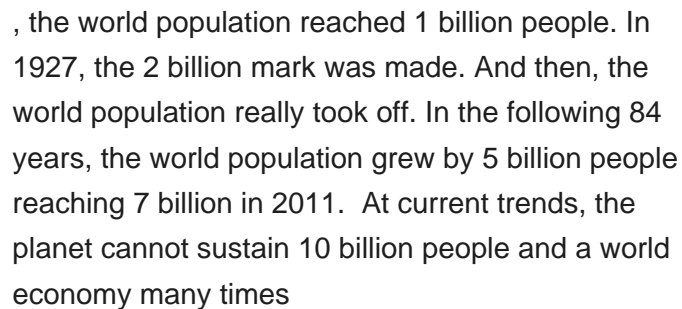 , the world population reached 1 billion people. In
1927, the 2 billion mark was made. And then, the
world population really took off. In the following 84
years, the world population grew by 5 billion people
reaching 7 billion in 2011.  At current trends, the
planet cannot sustain 10 billion people and a world
economy many times